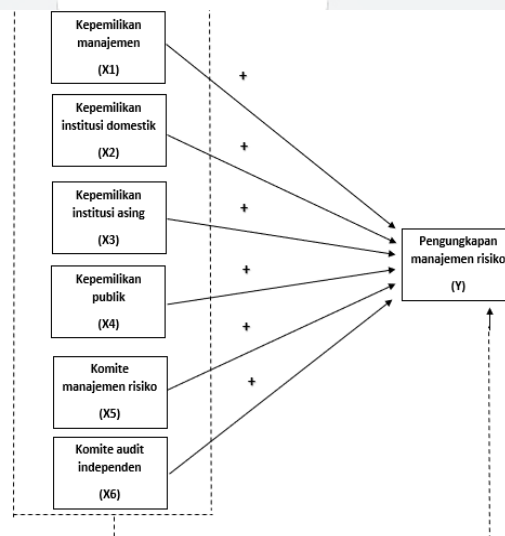 Kepemilikan
manajemen
(X1)
+
Kepemilikan
institusi domestik
(X2)
+
Kepemilikan
institusi asing
(X3)
+
Kepemilikan
publik
(X4)
+
Komite
manajemen risiko
(X5)
+
Komite audit
independen
(X6)
+
Pengungkapan
manajemen risiko
(Y)